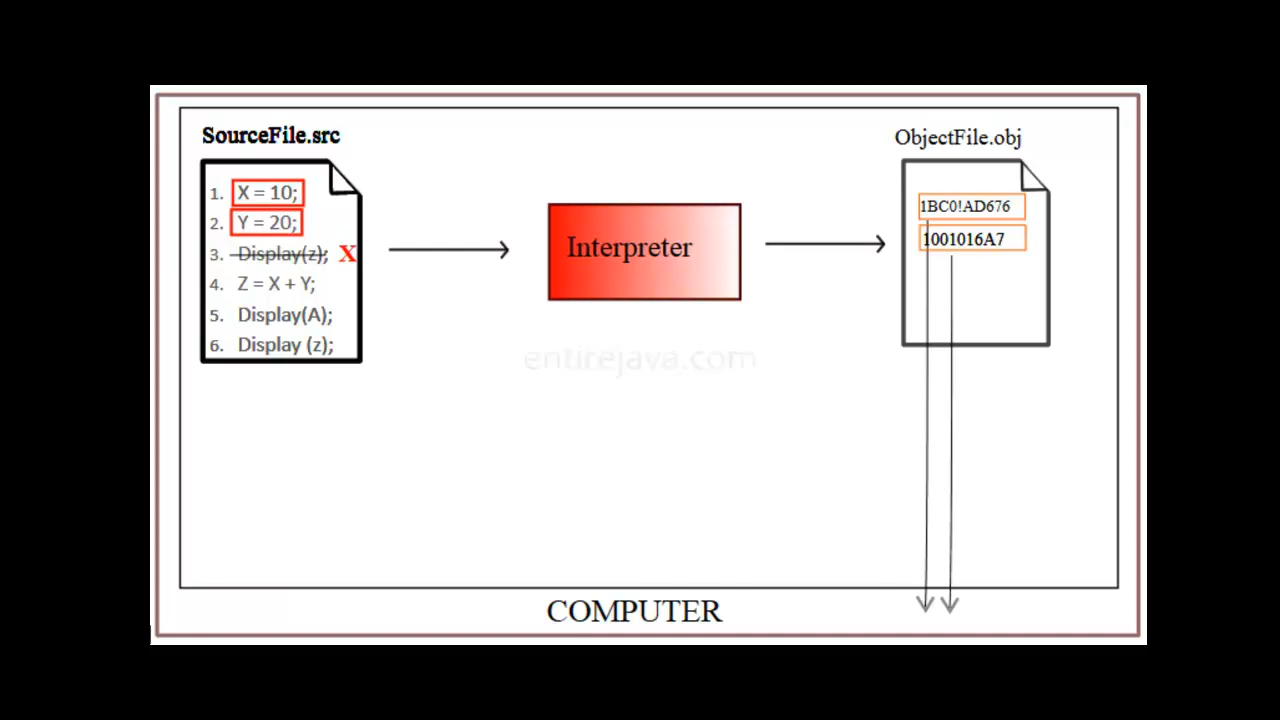 SourceFile.src
1. X = 10;
2. Y = 20;
3. Display(z); X
4. Z = X + Y;
5. Display(A);
6. Display (z);
Interpreter
ObjectFile.obj
1BC0!AD676
1001016A7
entirejava.com
COMPUTER